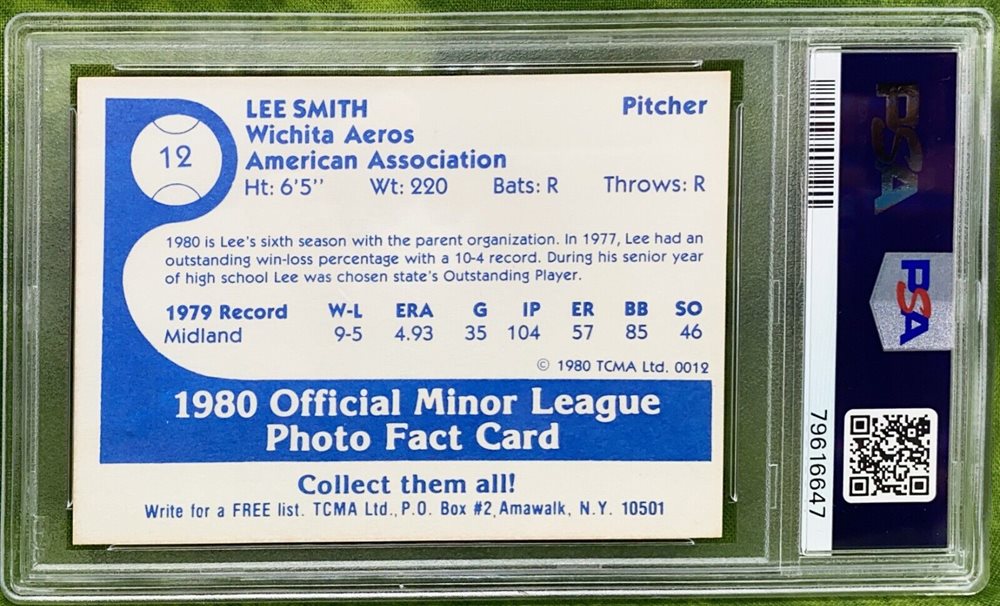 12
LEE SMITH Pitcher
Wichita Aeros
American Association
Ht: 6'5'' Wt: 220 Bats: R Throws: R
1980 is Lee's sixth season with the parent organization. In 1977, Lee had an
outstanding win-loss percentage with a 10-4 record. During his senior year
of high school Lee was chosen state's Outstanding Player.
1979 Record W-L ERA G IP ER BB SO
Midland 9-5 4.93 35 104 57 85 46
© 1980 TCMA Ltd. 0012
1980 Official Minor League
Photo Fact Card
Collect them all!
Write for a FREE list. TCMA Ltd., P.O. Box #2, Amawalk, N.Y. 10501
PSA
PSA
79616647